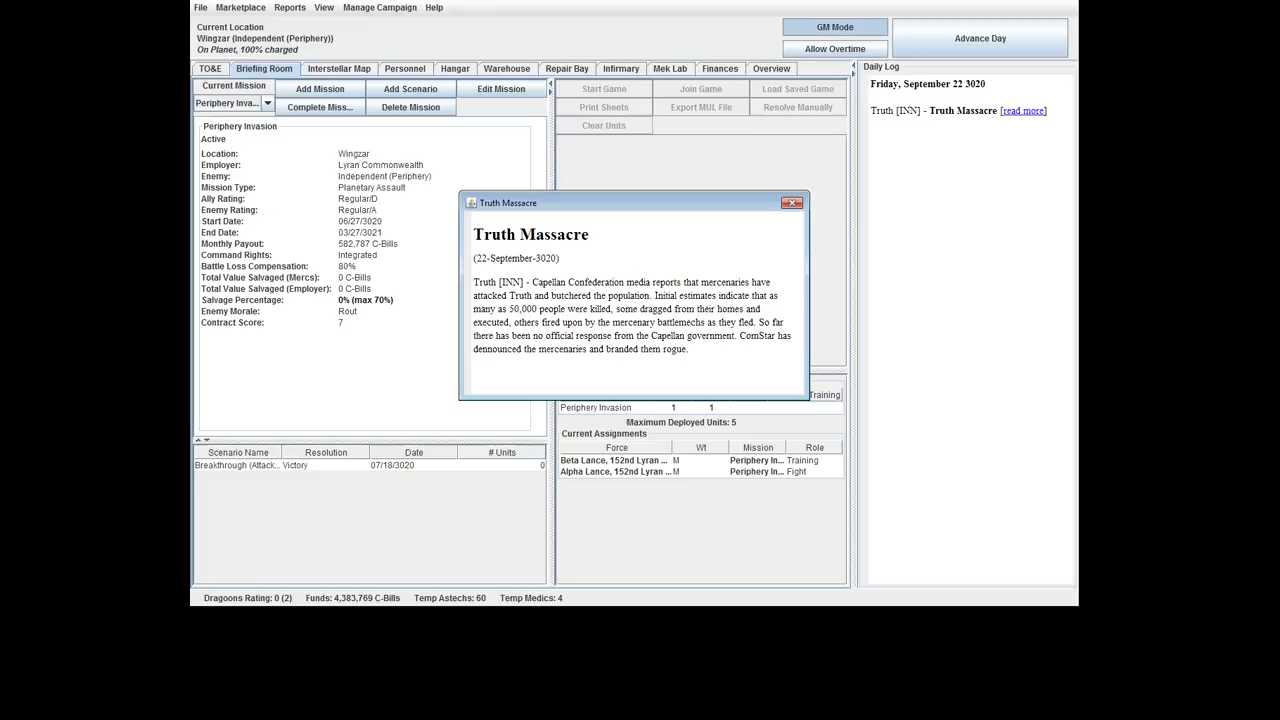 File Marketplace Reports View Manage Campaign Help
Current Location
Wingzar (Independent (Periphery))
On Planet, 100% charged
GM Mode
Allow Overtime
Advance Day
TO&E Briefing Room Interstellar Map Personnel Hangar Warehouse Repair Bay Infirmary Mek Lab Finances Overview
Current Mission
Periphery Inva...
Add Mission Add Scenario Edit Mission
Complete Miss... Delete Mission
Periphery Invasion
Active
Location: Wingzar
Employer: Lyran Commonwealth
Enemy: Independent (Periphery)
Mission Type: Planetary Assault
Ally Rating: Regular/D
Enemy Rating: Regular/A
Start Date: 06/27/3020
End Date: 03/27/3021
Monthly Payout: 582,787 C-Bills
Command Rights: Integrated
Battle Loss Compensation: 80%
Total Value Salvaged (Mercs): 0 C-Bills
Total Value Salvaged (Employer): 0 C-Bills
Salvage Percentage: 0% (max 70%)
Enemy Morale: Rout
Contract Score: 7
Scenario Name Resolution Date # Units
Breakthrough (Attack... Victory 07/18/3020 0
Start Game Join Game Load Saved Game
Print Sheets Export MUL File Resolve Manually
Clear Units
Truth Massacre
Truth Massacre
(22-September-3020)
Truth [INN] - Capellan Confederation media reports that mercenaries have
attacked Truth and butchered the population. Initial estimates indicate that as
many as 50,000 people were killed, some dragged from their homes and
executed, others fired upon by the mercenary battlemechs as they fled. So far
there has been no official response from the Capellan government. ComStar has
dennounced the mercenaries and branded them rogue.
Training
Periphery Invasion 1 1
Maximum Deployed Units: 5
Current Assignments
Force Wt Mission Role
Beta Lance, 152nd Lyran ... M Periphery In... Training
Alpha Lance, 152nd Lyran ... M Periphery In... Fight
Daily Log
Friday, September 22 3020
Truth [INN] - Truth Massacre [read more]
Dragoons Rating: 0 (2) Funds: 4,383,769 C-Bills Temp Astechs: 60 Temp Medics: 4